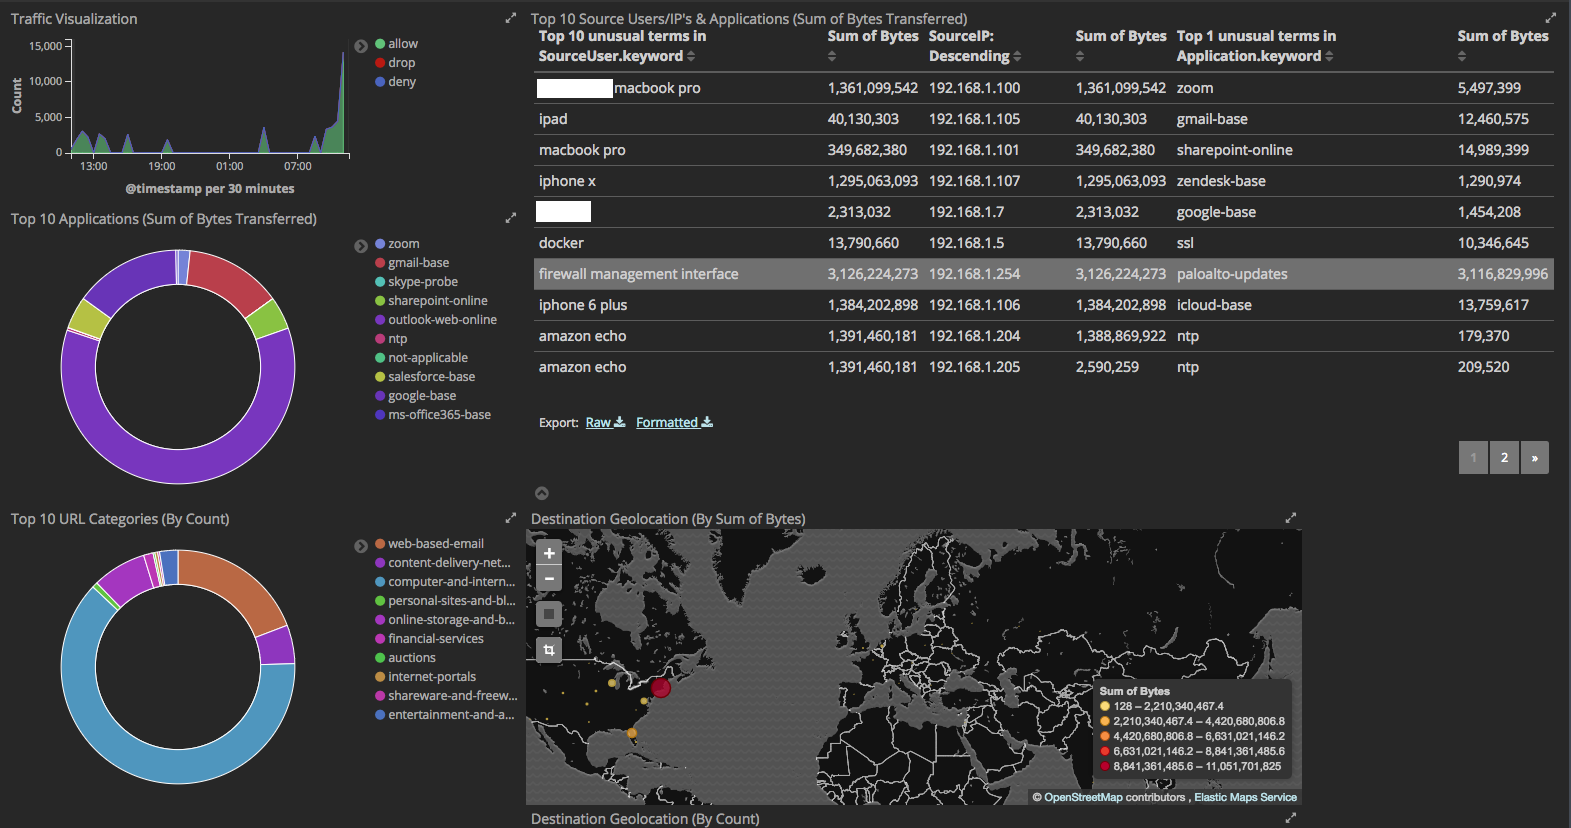 Traffic Visualization
15,000
10,000
5,000
0
Count
13:00 19:00 01:00 07:00
@timestamp per 30 minutes
allow
drop
deny
Top 10 Applications (Sum of Bytes Transferred)
zoom
gmail-base
skype-probe
sharepoint-online
outlook-web-online
ntp
not-applicable
salesforce-base
google-base
ms-office365-base
Top 10 URL Categories (By Count)
web-based-email
content-delivery-net...
computer-and-intern...
personal-sites-and-bl...
online-storage-and-b...
financial-services
auctions
internet-portals
shareware-and-freew...
entertainment-and-a...
Top 10 Source Users/IP's & Applications (Sum of Bytes Transferred)
Top 10 unusual terms in SourceUser.keyword Sum of Bytes SourceIP: Descending Sum of Bytes Top 1 unusual terms in Application.keyword Sum of Bytes
macbook pro 1,361,099,542 192.168.1.100 1,361,099,542 zoom 5,497,399
ipad 40,130,303 192.168.1.105 40,130,303 gmail-base 12,460,575
macbook pro 349,682,380 192.168.1.101 349,682,380 sharepoint-online 14,989,399
iphone x 1,295,063,093 192.168.1.107 1,295,063,093 zendesk-base 1,290,974
2,313,032 192.168.1.7 2,313,032 google-base 1,454,208
docker 13,790,660 192.168.1.5 13,790,660 ssl 10,346,645
firewall management interface 3,126,224,273 192.168.1.254 3,126,224,273 paloalto-updates 3,116,829,996
iphone 6 plus 1,384,202,898 192.168.1.106 1,384,202,898 icloud-base 13,759,617
amazon echo 1,391,460,181 192.168.1.204 1,388,869,922 ntp 179,370
amazon echo 1,391,460,181 192.168.1.205 2,590,259 ntp 209,520
Export: Raw Formatted
1 2 »
Destination Geolocation (By Sum of Bytes)
+
−
Sum of Bytes
128 – 2,210,340,467.4
2,210,340,467.4 – 4,420,680,806.8
4,420,680,806.8 – 6,631,021,146.2
6,631,021,146.2 – 8,841,361,485.6
8,841,361,485.6 – 11,051,701,825
© OpenStreetMap contributors , Elastic Maps Service
Destination Geolocation (By Count)